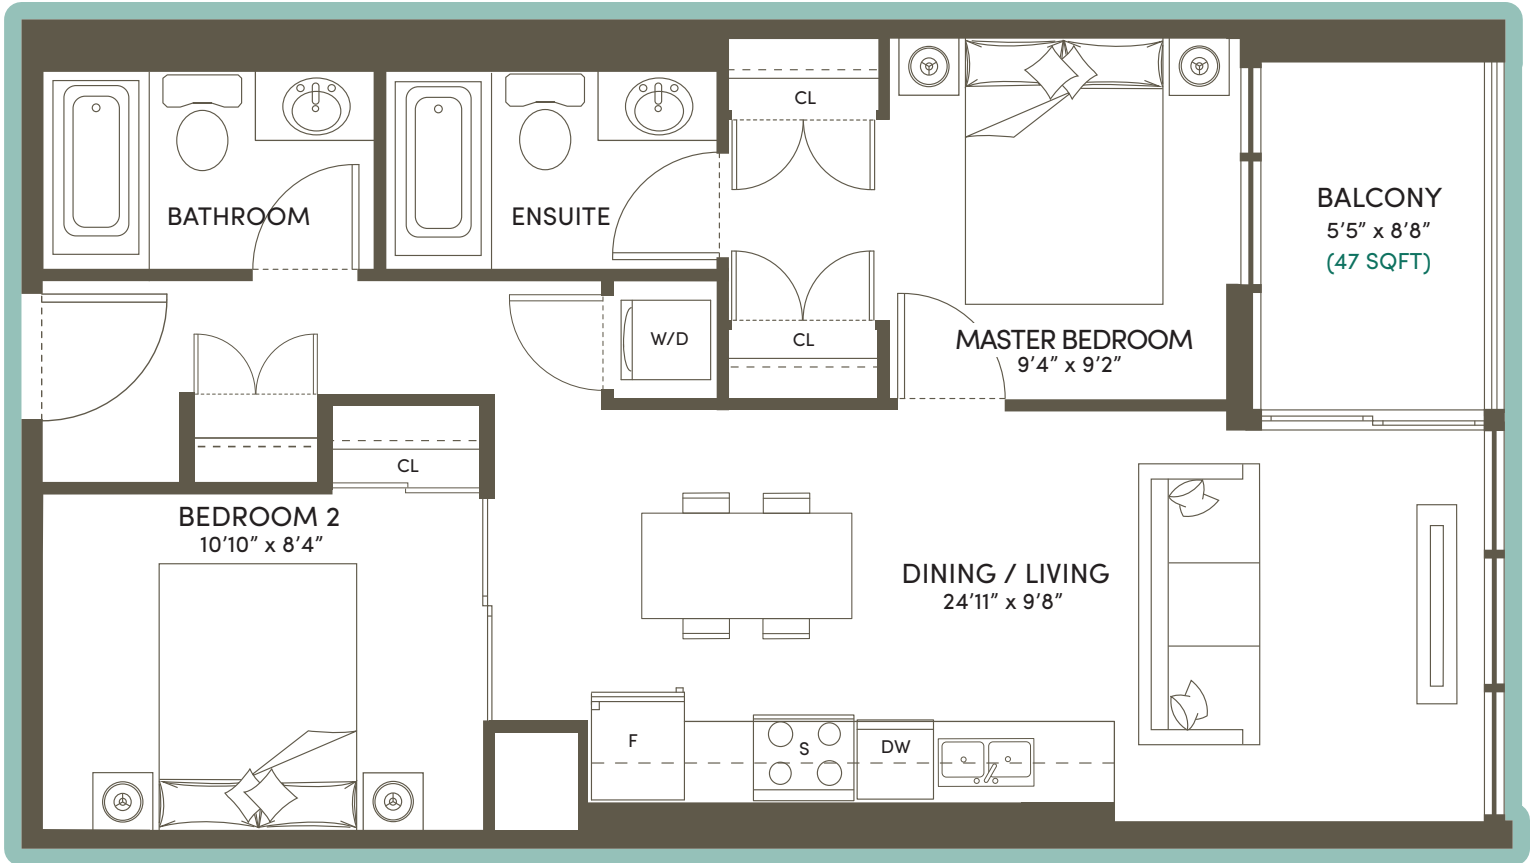 CL
BATHROOM
ENSUITE
BALCONY
5’5” x 8’8”
(47 SQFT)
W/D
CL
MASTER BEDROOM
9’4” x 9’2”
CL
BEDROOM 2
10’10” x 8’4”
DINING / LIVING
24’11” x 9’8”
F
S
DW